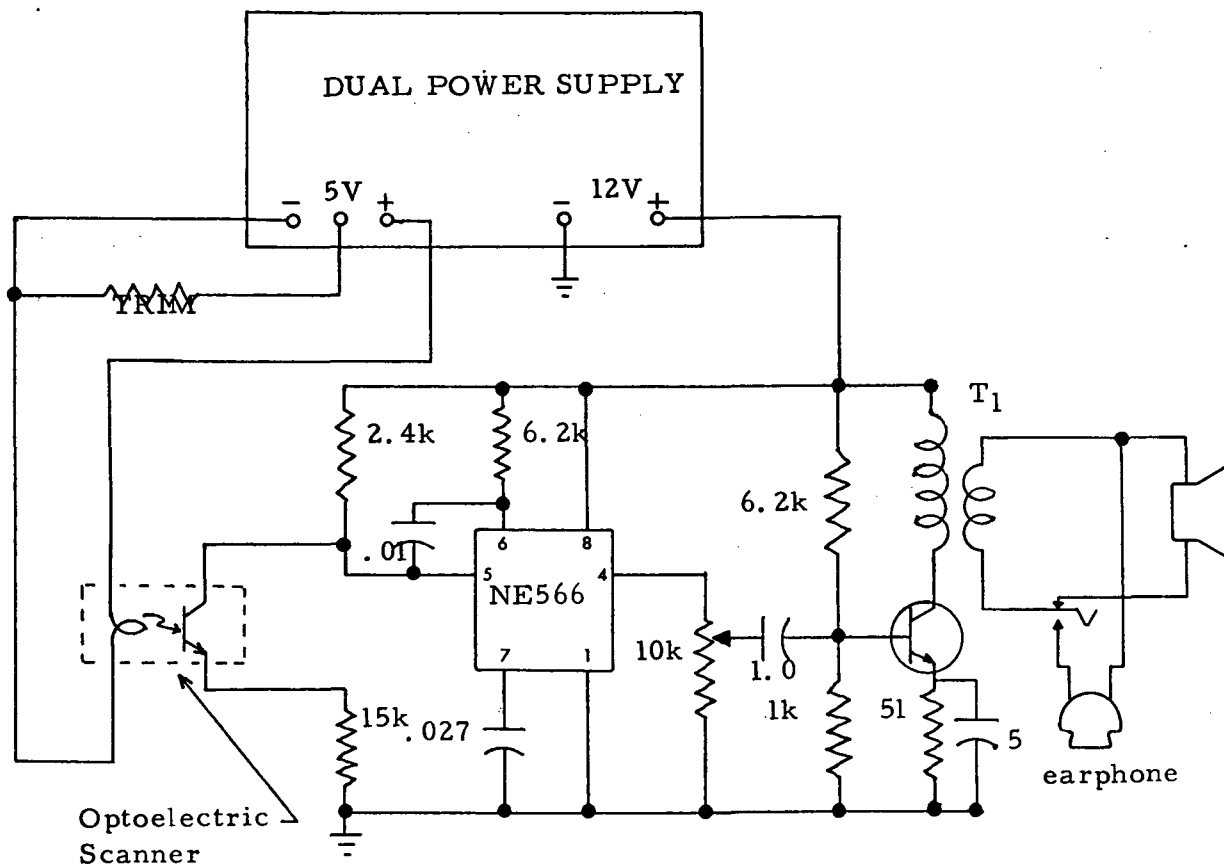 DUAL POWER SUPPLY
- 5V + - 12V +
TRIM
T1
2.4k 6.2k
6.2k
.01
6 8
5 4
NE566
7 1
10k
1.0
15k .027 1k 51 5
earphone
Optoelectric
Scanner